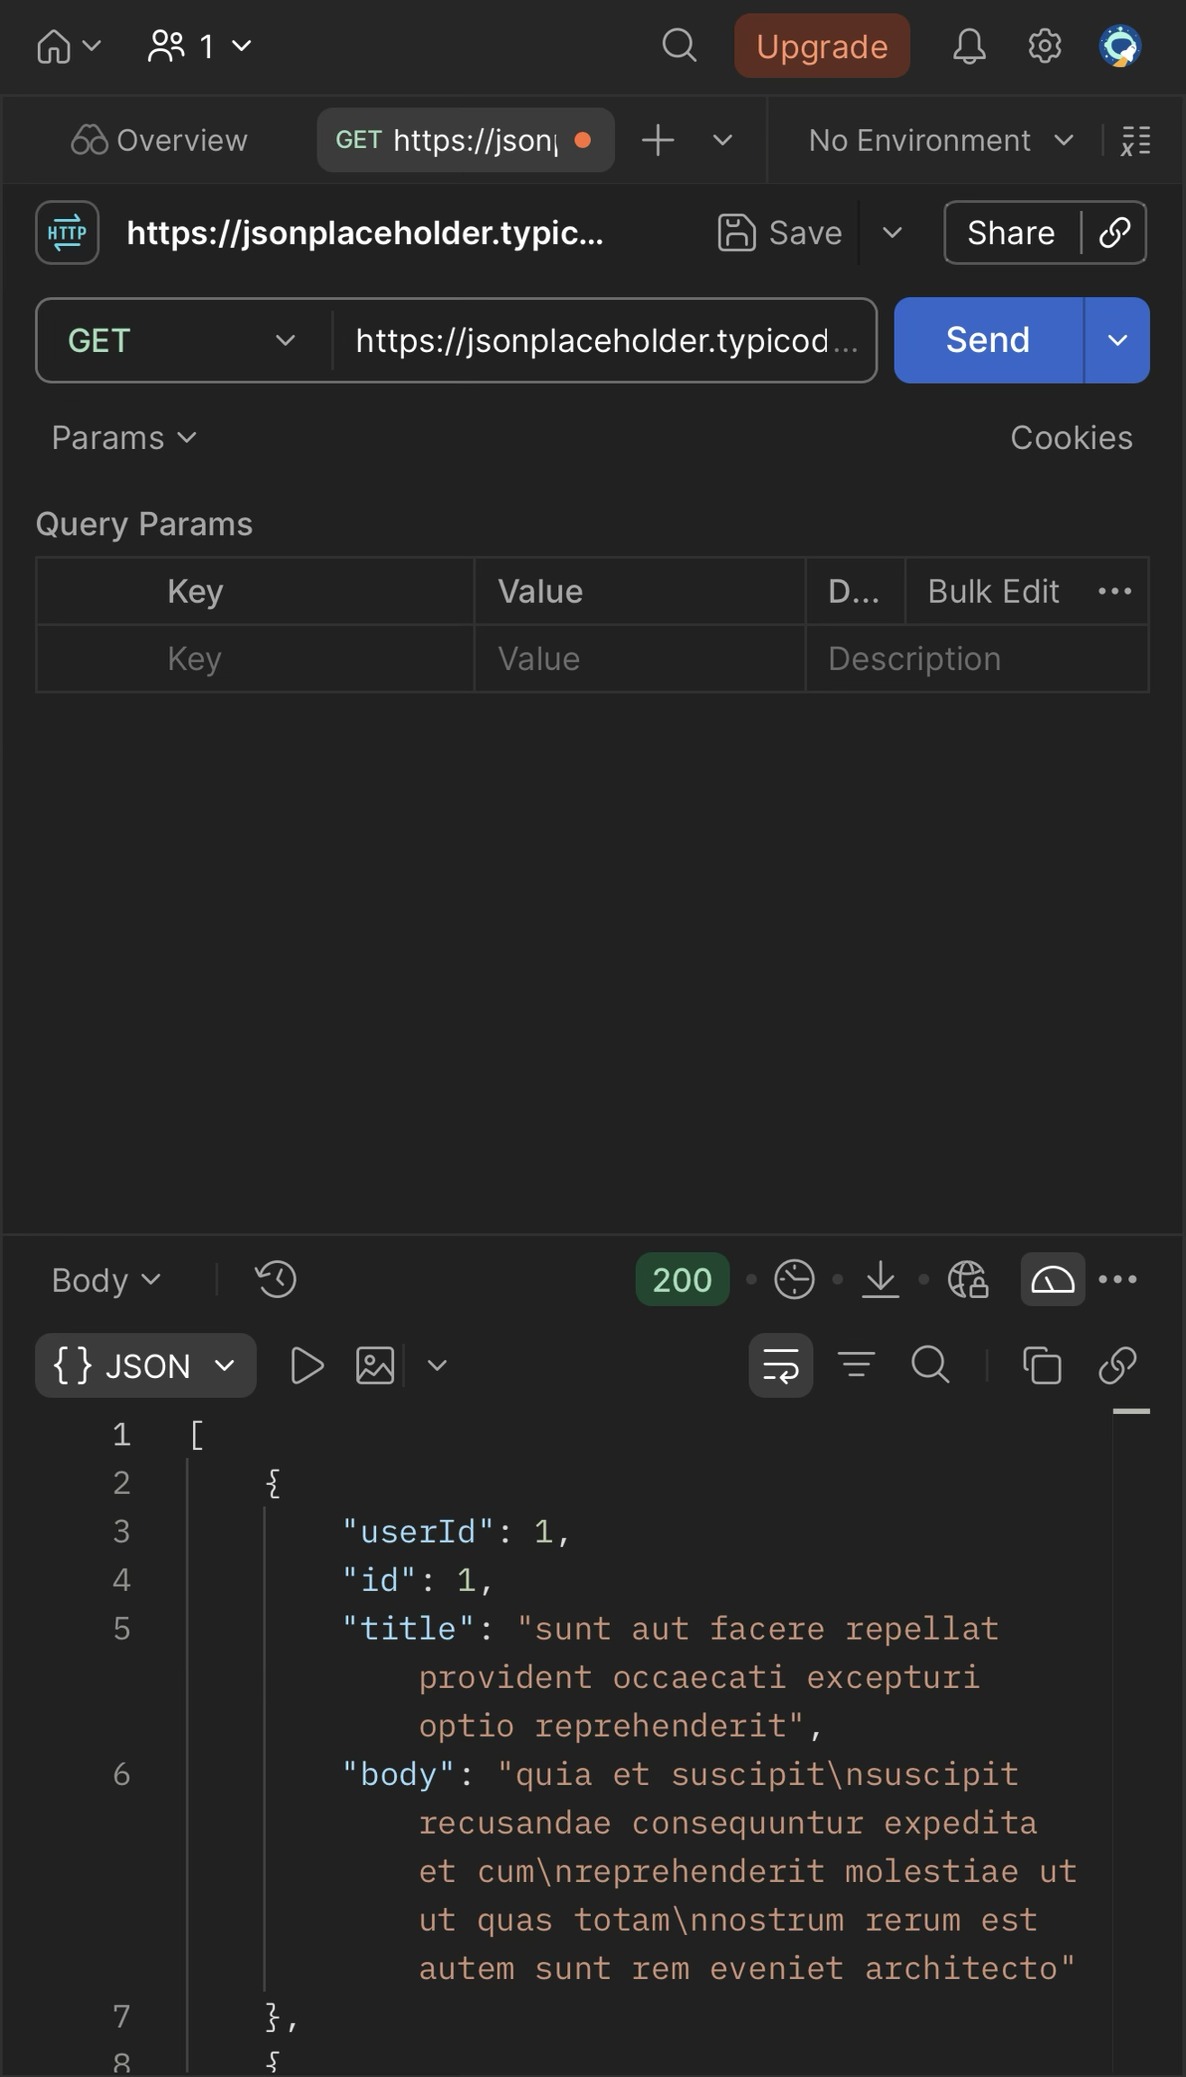 1
Upgrade
Overview
GET https://json
No Environment
HTTP https://jsonplaceholder.typic...
Save
Share
GET
https://jsonplaceholder.typicod...
Send
Params
Cookies
Query Params
Key Value D... Bulk Edit
Key Value Description
Body
200
{} JSON
1 [
2 {
3 "userId": 1,
4 "id": 1,
5 "title": "sunt aut facere repellat
provident occaecati excepturi
optio reprehenderit",
6 "body": "quia et suscipit\nsuscipit
recusandae consequuntur expedita
et cum\nreprehenderit molestiae ut
ut quas totam\nnostrum rerum est
autem sunt rem eveniet architecto"
7 },
8 {